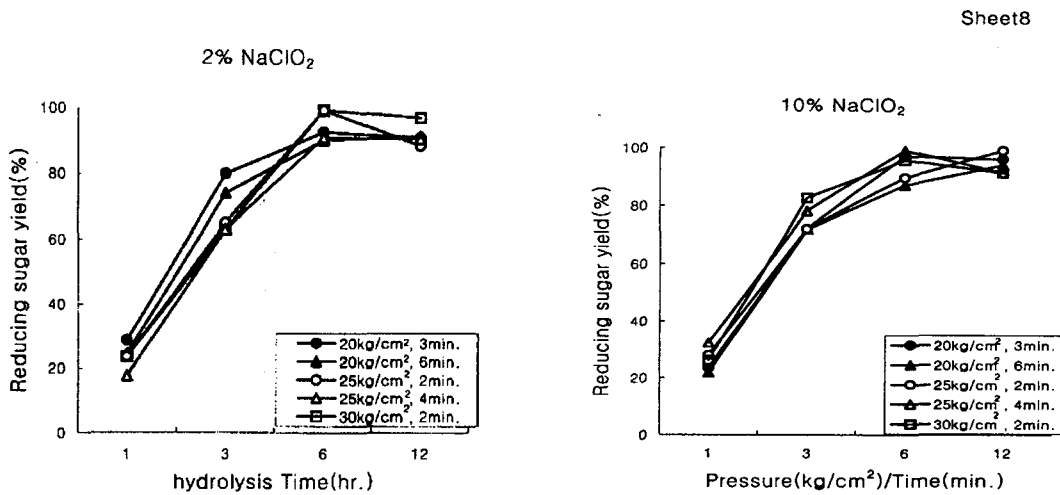 Sheet8
2% NaClO₂
Reducing sugar yield(%)
100
80
60
40
20
0
1 3 6 12
hydrolysis Time(hr.)
20kg/cm², 3min.
20kg/cm², 6min.
25kg/cm², 2min.
25kg/cm², 4min.
30kg/cm², 2min.
10% NaClO₂
Reducing sugar yield(%)
100
80
60
40
20
0
1 3 6 12
Pressure(kg/cm²)/Time(min.)
20kg/cm², 3min.
20kg/cm², 6min.
25kg/cm², 2min.
25kg/cm², 4min.
30kg/cm², 2min.